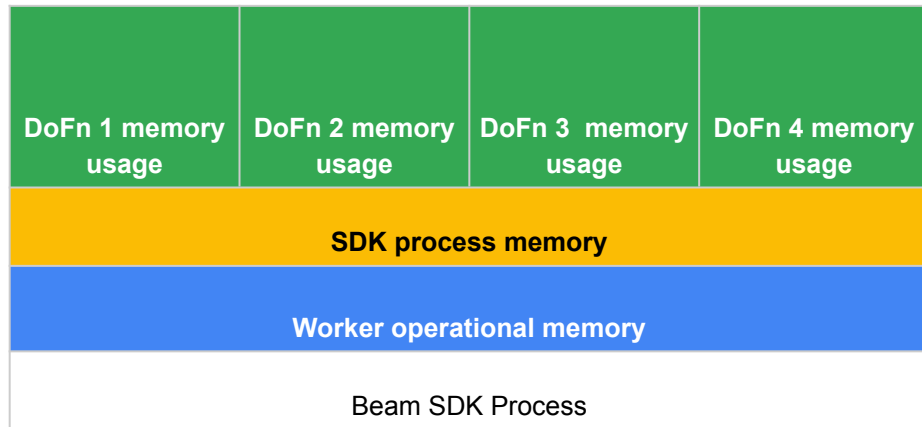 DoFn 1 memory
usage
DoFn 2 memory
usage
DoFn 3  memory
usage
DoFn 4 memory
usage
SDK process memory
Worker operational memory
Beam SDK Process